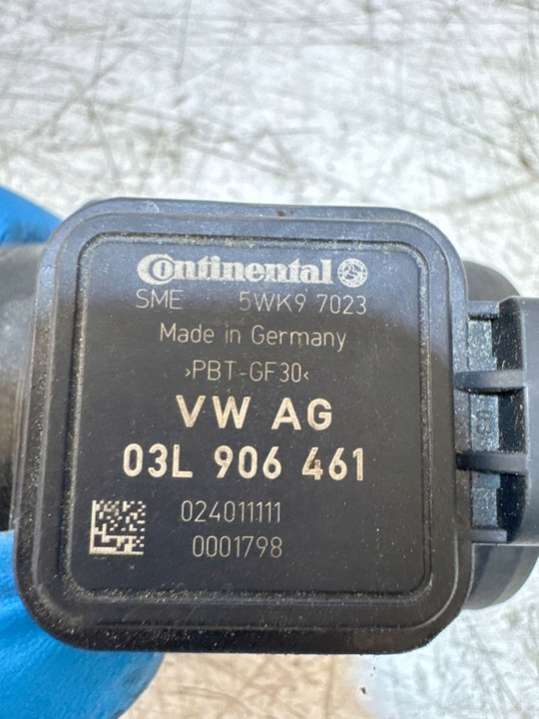 Continental
SME 5WK9 7023
Made in Germany
>PBT-GF30<
VW AG
03L 906 461
024011111
0001798